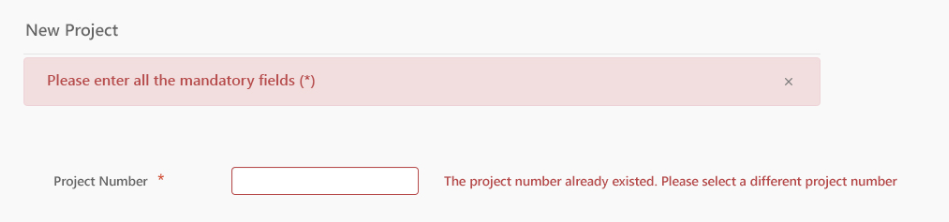 New Project
Please enter all the mandatory fields (*)
×
Project Number * The project number already existed. Please select a different project number